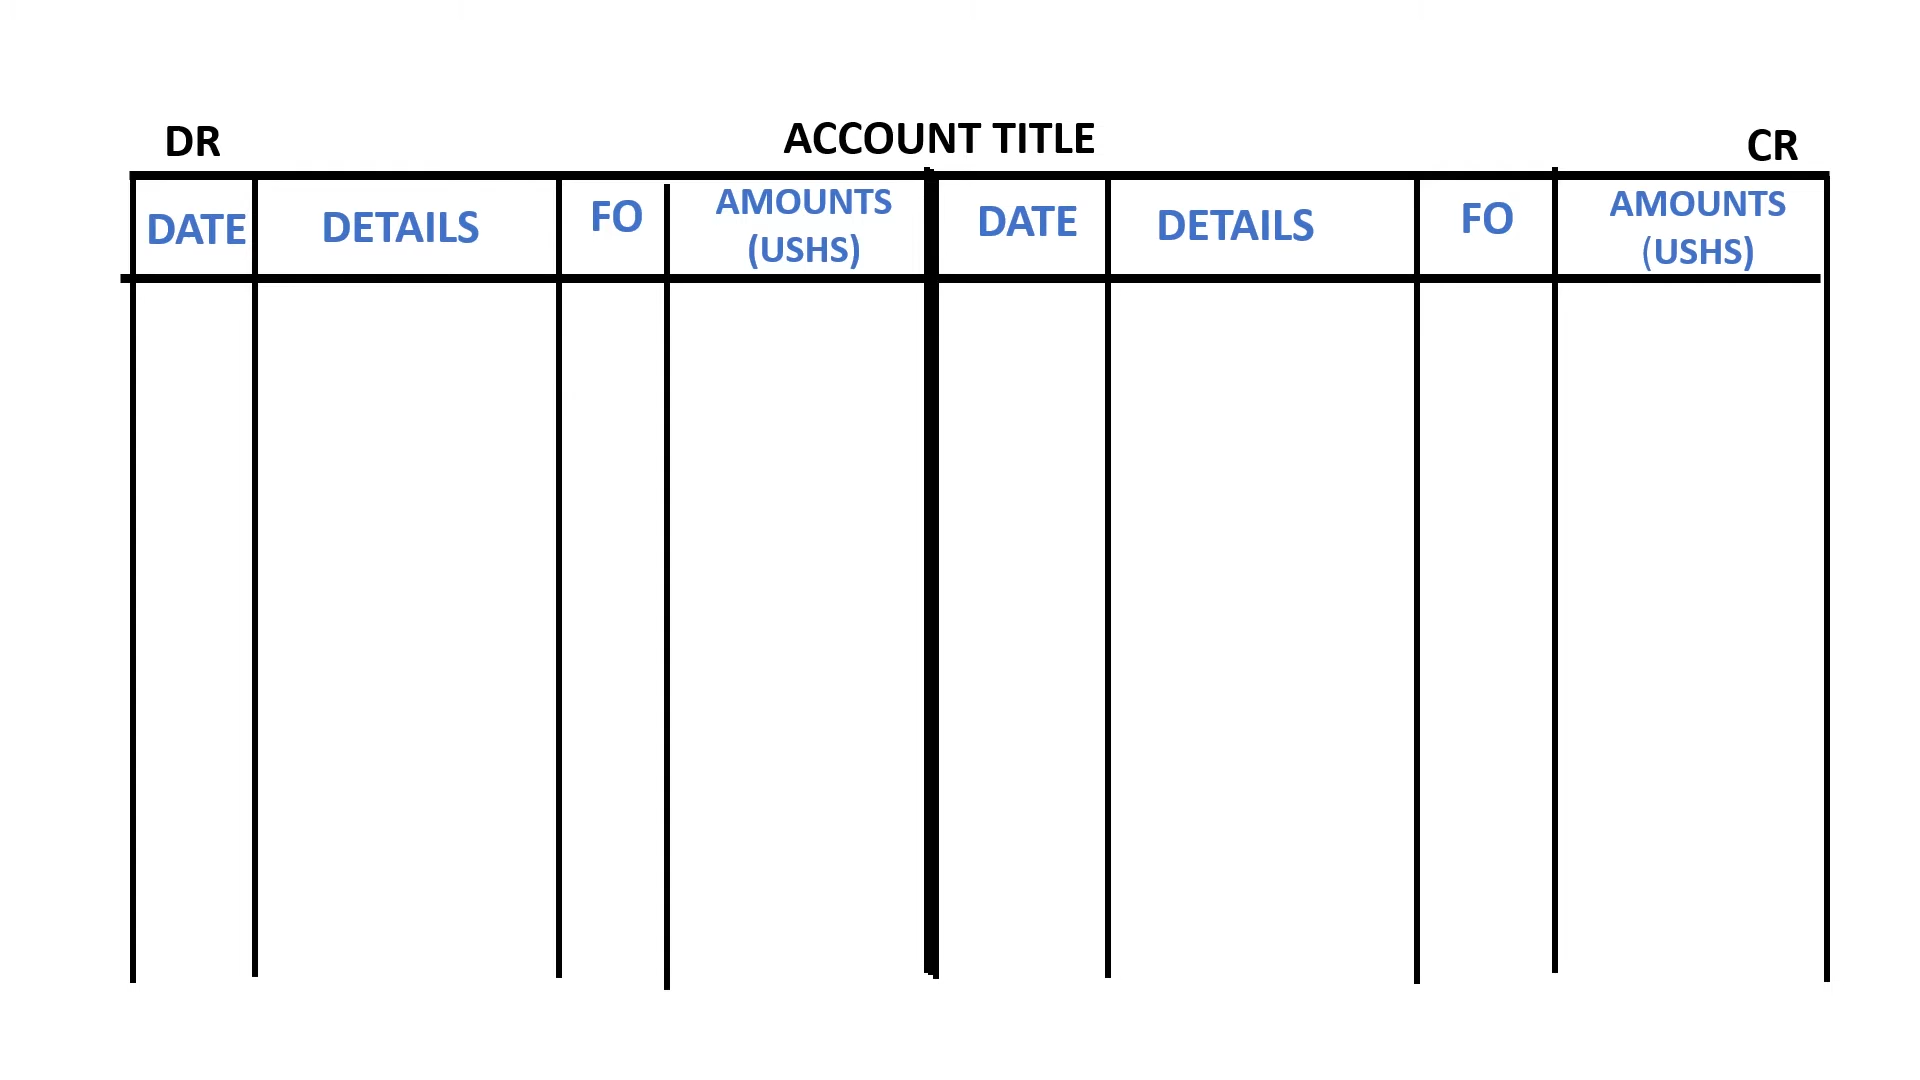 DR ACCOUNT TITLE CR
DATE DETAILS FO AMOUNTS (USHS) DATE DETAILS FO AMOUNTS (USHS)